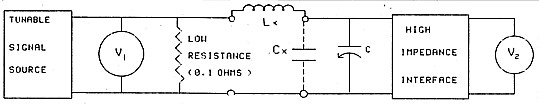 TUNABLE
SIGNAL
SOURCE
V1
LOW
RESISTANCE
(0.1 OHMS)
Lx
Cx
C
HIGH
IMPEDANCE
INTERFACE
V2